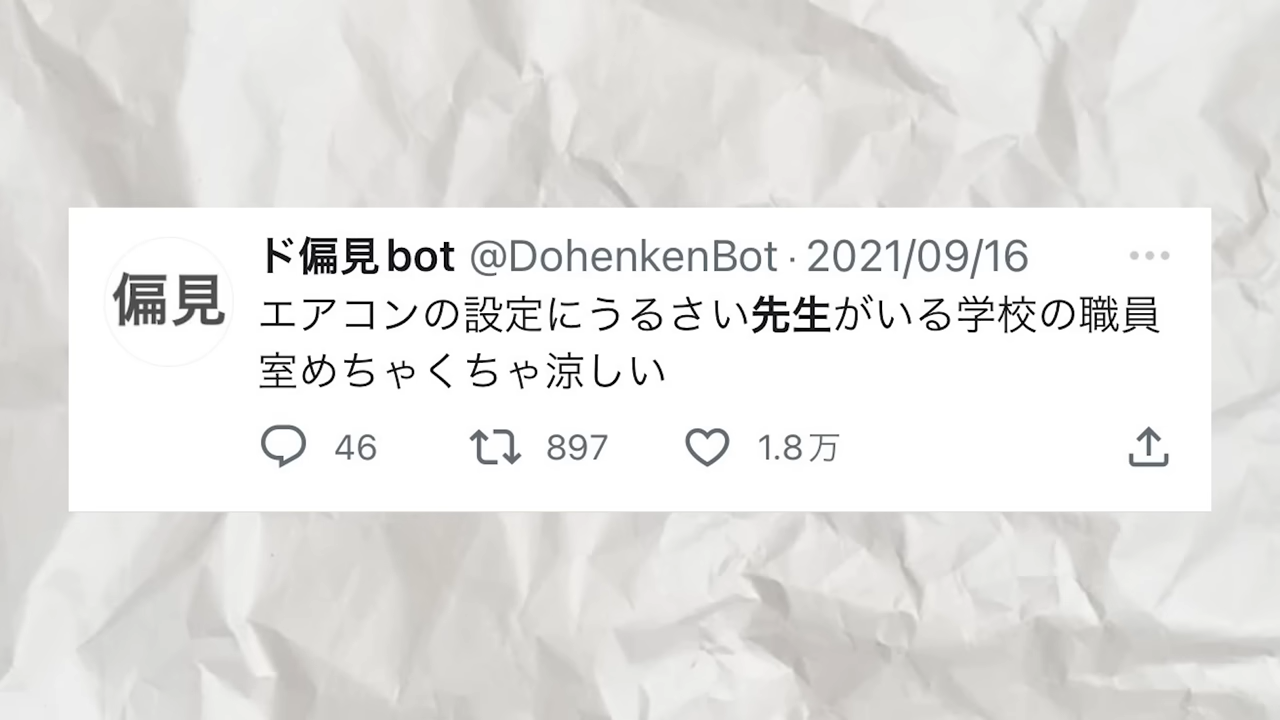 偏見
ド偏見bot @DohenkenBot · 2021/09/16
エアコンの設定にうるさい先生がいる学校の職員
室めちゃくちゃ涼しい
46 897 1.8万